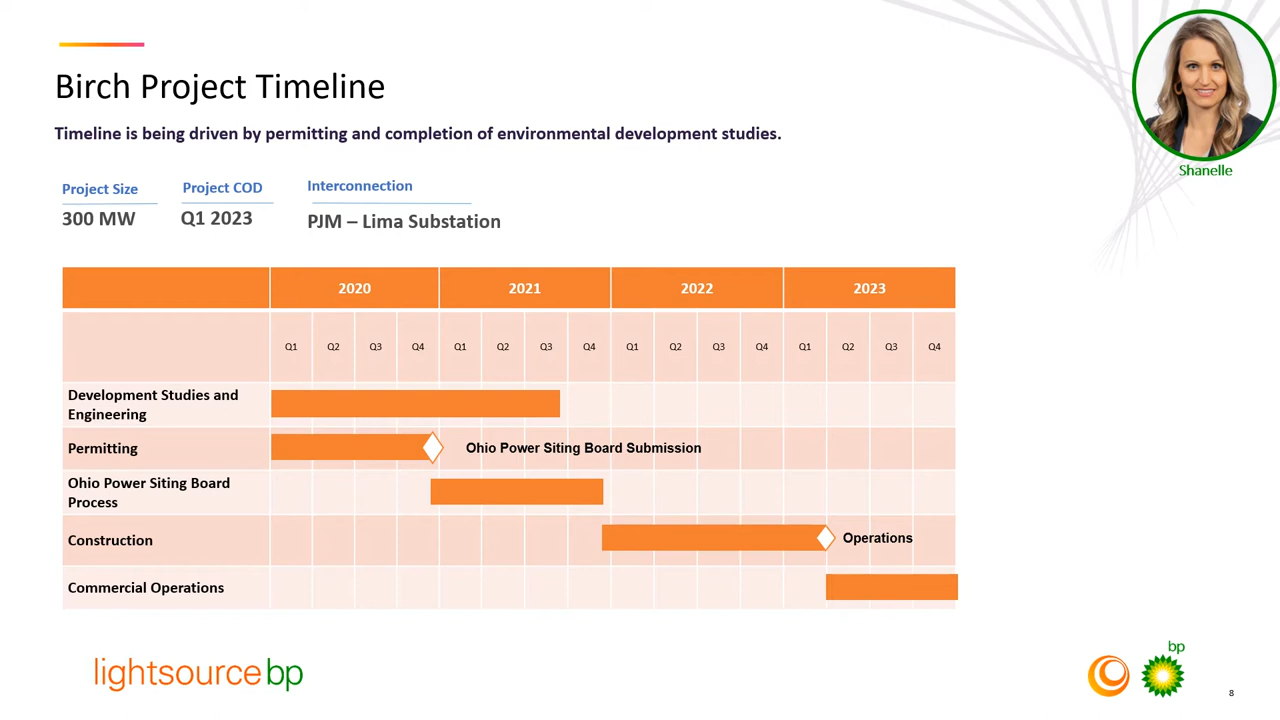 Shanelle
Birch Project Timeline
Timeline is being driven by permitting and completion of environmental development studies.
Project Size
Project COD
Interconnection
300 MW
Q1 2023
PJM – Lima Substation
2020 2021 2022 2023
Q1 Q2 Q3 Q4 Q1 Q2 Q3 Q4 Q1 Q2 Q3 Q4 Q1 Q2 Q3 Q4
Development Studies and
Engineering
Permitting
Ohio Power Siting Board Submission
Ohio Power Siting Board
Process
Construction
Operations
Commercial Operations
lightsource bp
bp
8